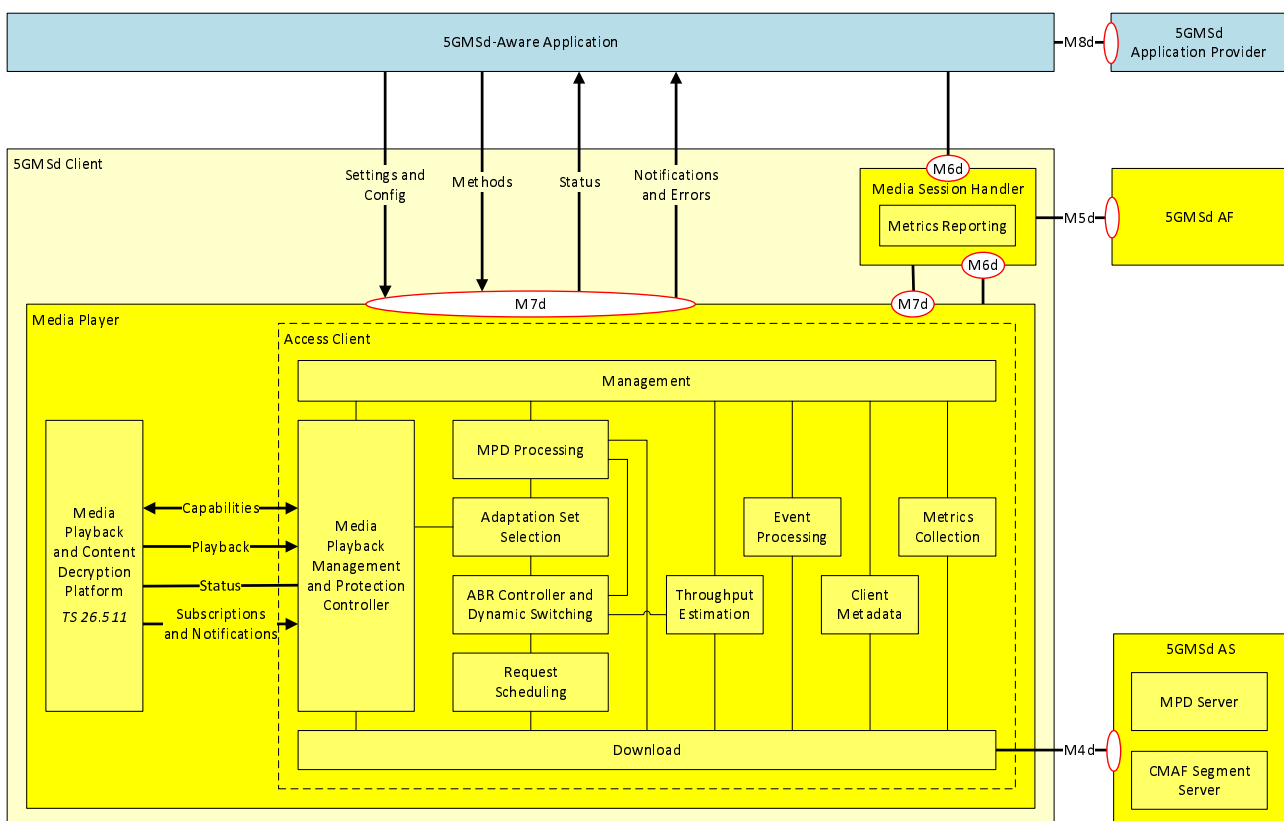 5GMSd-Aware Application
M8d
5GMSd
Application Provider
5GMSd Client
Settings and
Config
Methods
Status
Notifications
and Errors
M6d
Media Session Handler
Metrics Reporting
M5d
5GMSd AF
M6d
M7d
M7d
Media Player
Access Client
Management
Media
Playback
and Content
Decryption
Platform
TS 26.511
Capabilities
Playback
Status
Subscriptions
and Notifications
Media
Playback
Management
and Protection
Controller
MPD Processing
Adaptation Set
Selection
ABR Controller and
Dynamic Switching
Request
Scheduling
Throughput
Estimation
Event
Processing
Client
Metadata
Metrics
Collection
Download
M4d
5GMSd AS
MPD Server
CMAF Segment
Server